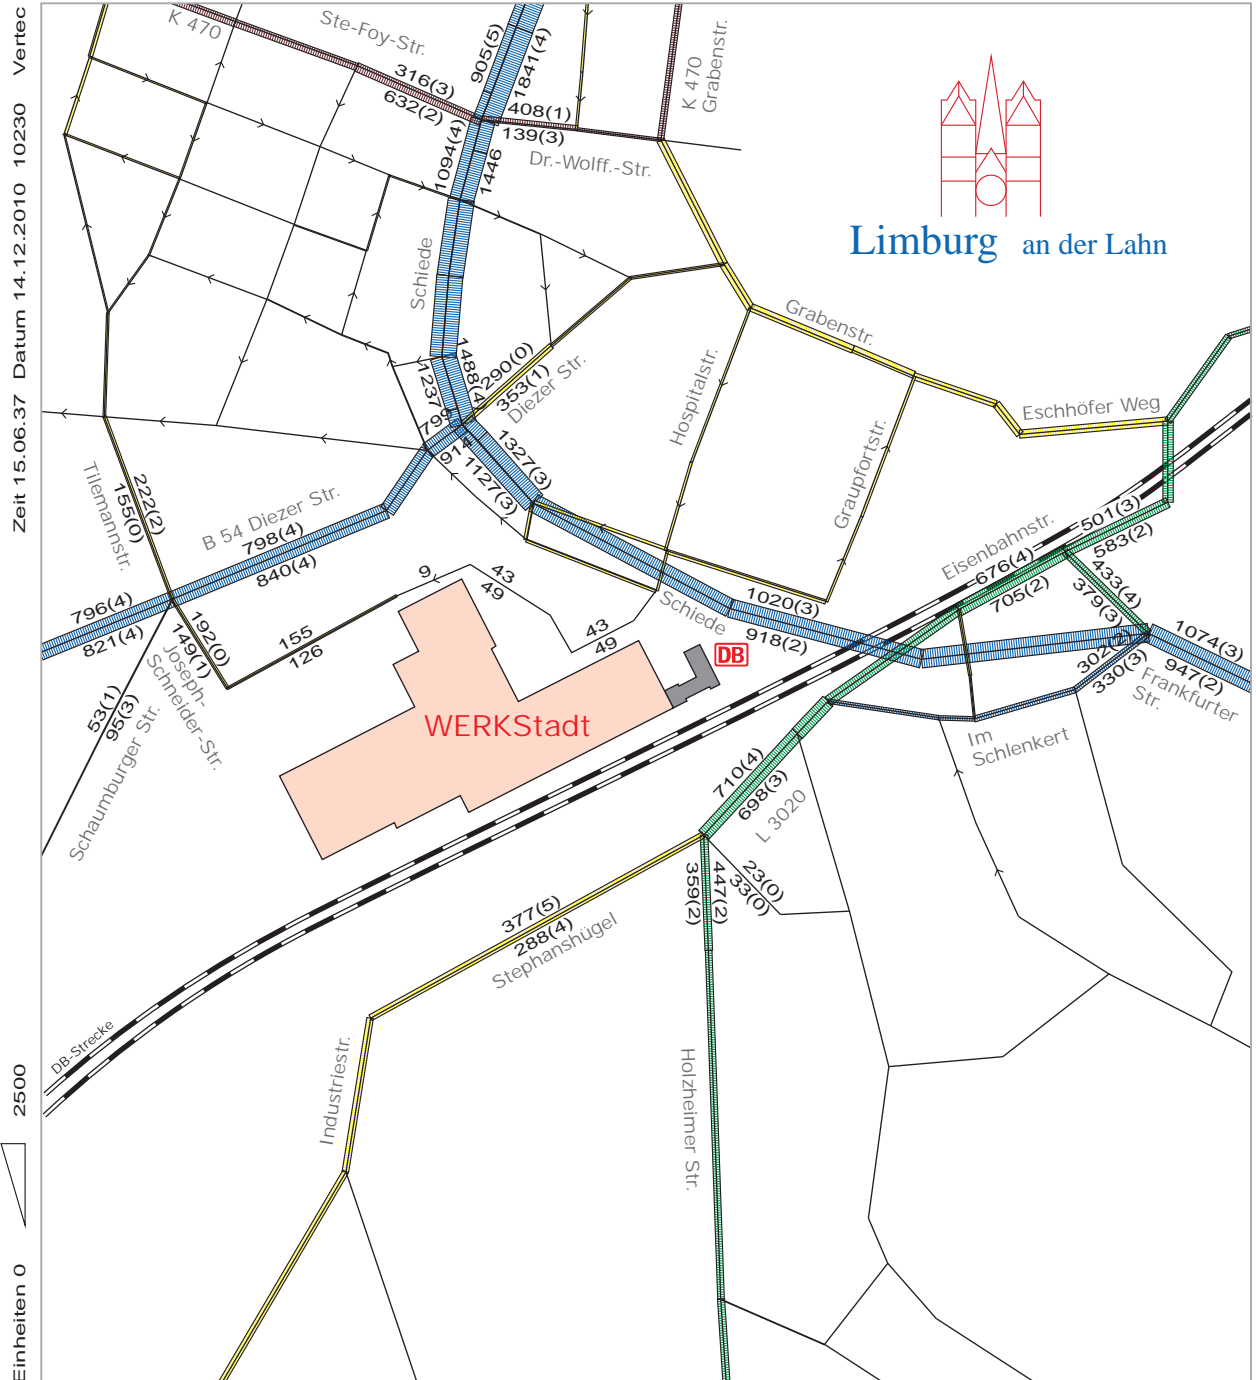 Einheiten 0 2500 Zeit 15.06.37 Datum 14.12.2010 10230 Vertec
K 470
Ste-Foy-Str.
316(3)
632(2)
905(5)
1841(4)
408(1)
139(3)
Dr.-Wolff.-Str.
K 470
Grabenstr.
1094(4)
1446
Limburg an der Lahn
Schiede
Grabenstr.
1488
1237
290(0)
353(1)
Diezer Str.
Hospitalstr.
Eschhöfer Weg
914
1327(3)
1127(3)
Graupfortstr.
Tilemannstr.
222(2)
155(0)
B 54 Diezer Str.
798(4)
840(4)
Eisenbahnstr.
501(3)
583(2)
676(4)
705(2)
433(4)
379(3)
796(4)
821(4)
9
43
49
Schiede
1020(3)
918(2)
192(0)
149(1)
Joseph-
Schneider-Str.
155
126
43
49
DB
302(2)
330(3)
1074(3)
947(2)
Frankfurter
Str.
53(1)
95(3)
Schaumburger Str.
WERKStadt
Im
Schlenkert
710(4)
698(3)
L 3020
23(0)
33(0)
447(2)
359(2)
377(5)
288(4)
Stephanshügel
DB-Strecke
Industriestr.
Holzheimer Str.